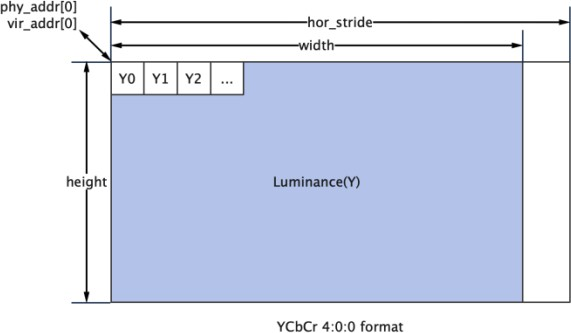 phy_addr[0]
vir_addr[0]
hor_stride
width
Y0 Y1 Y2 ...
height
Luminance(Y)
YCbCr 4:0:0 format